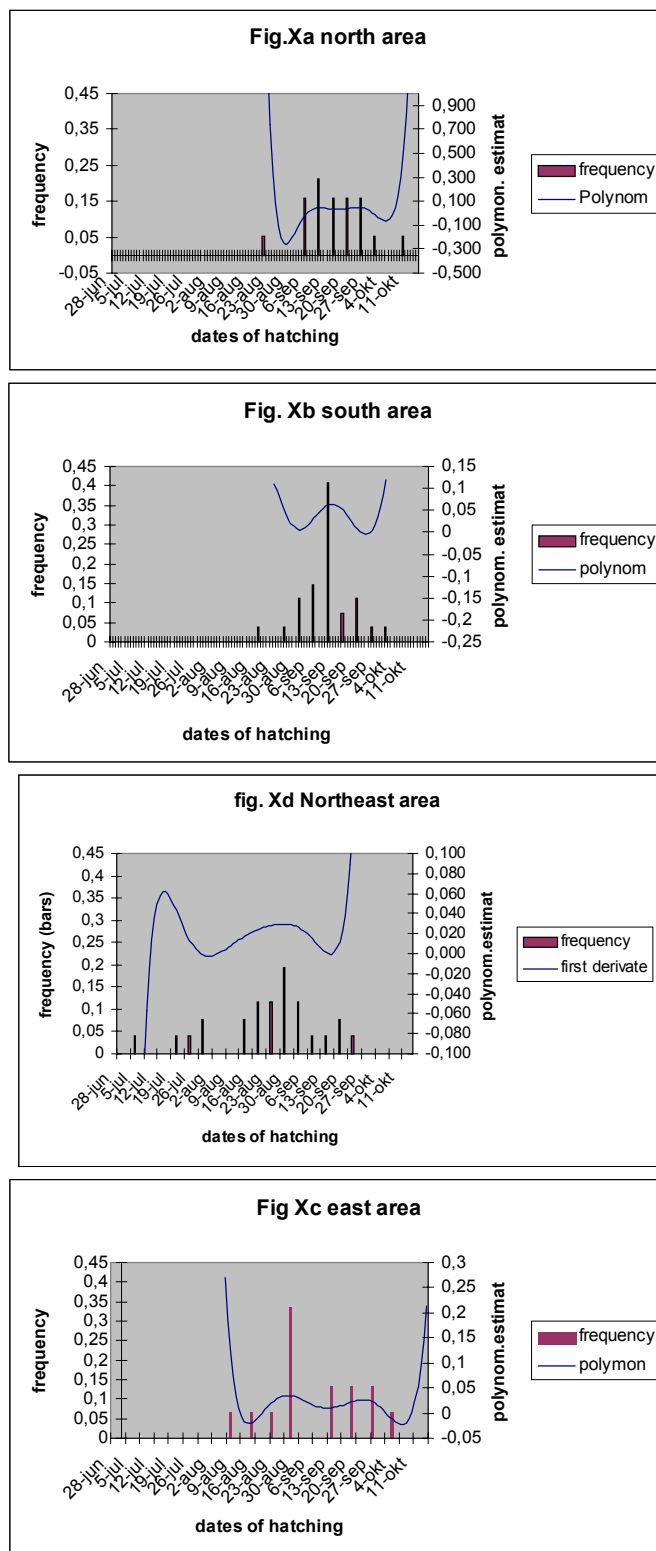 Fig.Xa north area
0,45
0,35
0,25
0,15
0,05
-0,05
frequency
0,900
0,700
0,500
0,300
0,100
-0,100
-0,300
-0,500
polymon. estimat
28-jun
5-jul
12-jul
19-jul
26-jul
2-aug
9-aug
16-aug
23-aug
30-aug
6-sep
13-sep
20-sep
27-sep
4-okt
11-okt
dates of hatching
frequency
Polynom
Fig. Xb south area
0,45
0,4
0,35
0,3
0,25
0,2
0,15
0,1
0,05
0
frequency
0,15
0,1
0,05
0
-0,05
-0,1
-0,15
-0,2
-0,25
polynom. estimat
28-jun
5-jul
12-jul
19-jul
26-jul
2-aug
9-aug
16-aug
23-aug
30-aug
6-sep
13-sep
20-sep
27-sep
4-okt
11-okt
dates of hatching
frequency
polynom
fig. Xd Northeast area
0,45
0,4
0,35
0,3
0,25
0,2
0,15
0,1
0,05
0
frequency (bars)
0,100
0,080
0,060
0,040
0,020
0,000
-0,020
-0,040
-0,060
-0,080
-0,100
polynom.estimat
28-jun
5-jul
12-jul
19-jul
26-jul
2-aug
9-aug
16-aug
23-aug
30-aug
6-sep
13-sep
20-sep
27-sep
4-okt
11-okt
dates of hatching
frequency
first derivate
Fig Xc east area
0,45
0,4
0,35
0,3
0,25
0,2
0,15
0,1
0,05
0
frequency
0,3
0,25
0,2
0,15
0,1
0,05
0
-0,05
polynom.estimat
28-jun
5-jul
12-jul
19-jul
26-jul
2-aug
9-aug
16-aug
23-aug
30-aug
6-sep
13-sep
20-sep
27-sep
4-okt
11-okt
dates of hatching
frequency
polymon